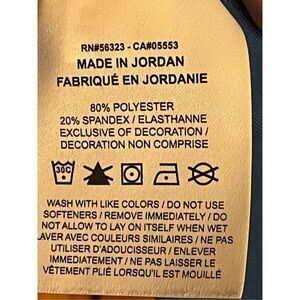 RN#56323 - CA#05553
MADE IN JORDAN
FABRIQUÉ EN JORDANIE
80% POLYESTER
20% SPANDEX / ELASTHANNE
EXCLUSIVE OF DECORATION /
DECORATION NON COMPRISE
30C
WASH WITH LIKE COLORS / DO NOT USE
SOFTENERS / REMOVE IMMEDIATELY / DO
NOT ALLOW TO LAY ON ITSELF WHEN WET
LAVER AVEC COULEURS SIMILAIRES / NE PAS
UTILISER D'ADOUCISSEUR / ENLEVER
IMMEDIATEMENT / NE PAS LAISSER LE
VÊTEMENT PLIÉ LORSQU'IL EST MOUILLÉ